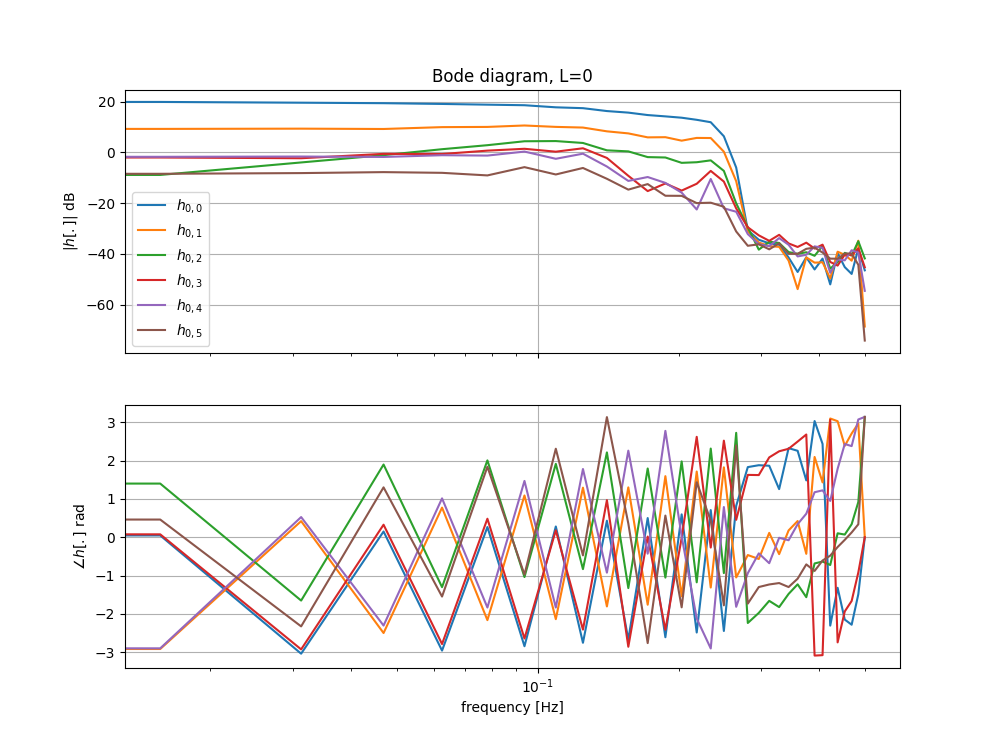 Bode diagram, L=0
20
0
−20
−40
−60
|h[.]| dB
h0,0
h0,1
h0,2
h0,3
h0,4
h0,5
3
2
1
0
−1
−2
−3
∠h[.] rad
10−1
frequency [Hz]